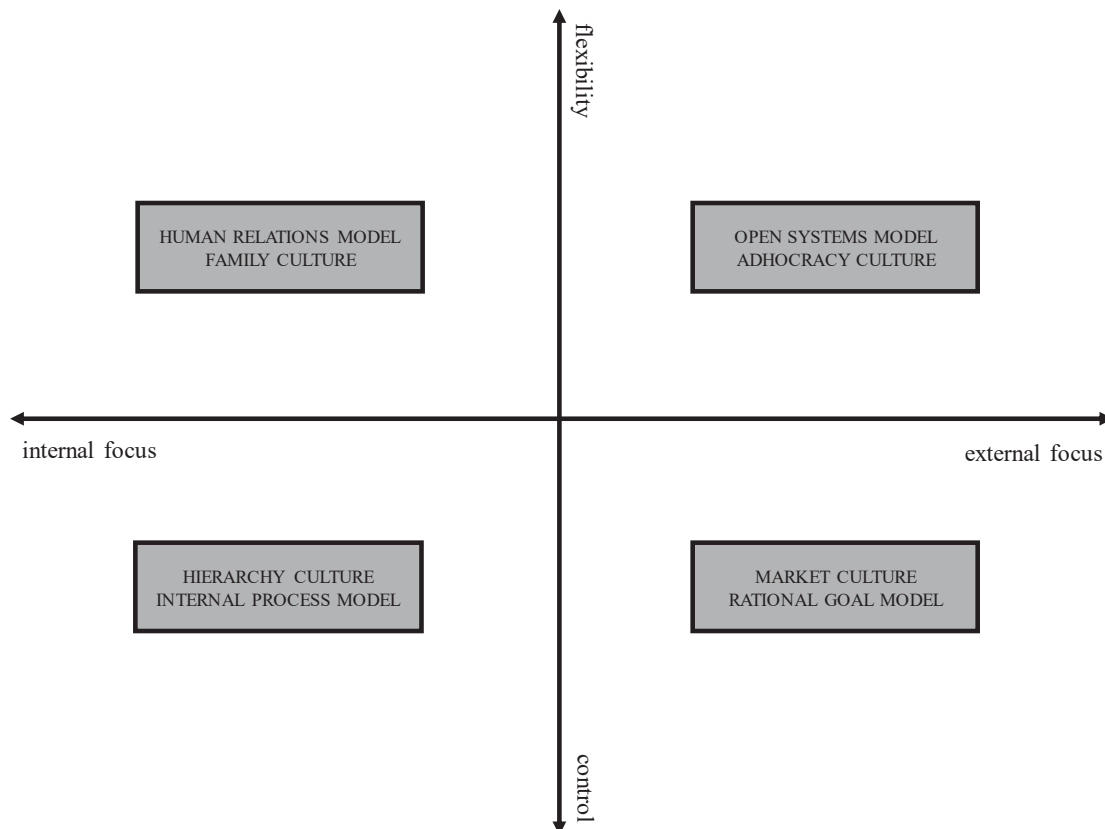 flexibility
HUMAN RELATIONS MODEL
FAMILY CULTURE
OPEN SYSTEMS MODEL
ADHOCRACY CULTURE
internal focus
external focus
HIERARCHY CULTURE
INTERNAL PROCESS MODEL
MARKET CULTURE
RATIONAL GOAL MODEL
control